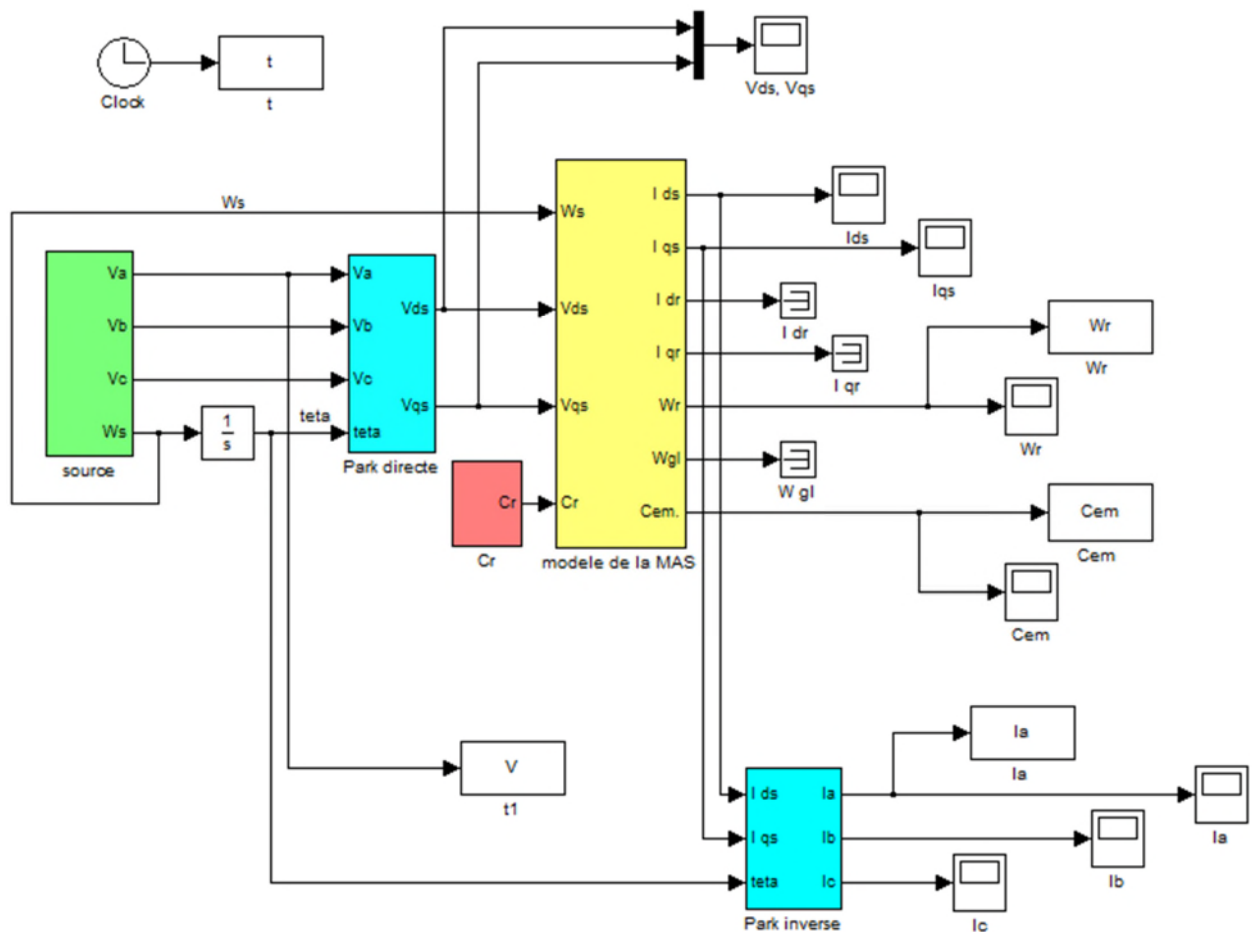 t
Clock
t
Vds, Vqs
Ws
Va
Vb
Vc
Ws
source
1
s
teta
Va
Vb
Vc
teta
Vds
Vqs
Park directe
Cr
Cr
Ws
Vds
Vqs
Cr
I ds
I qs
I dr
I qr
Wr
Wgl
Cem.
modele de la MAS
Ids
Iqs
I dr
I qr
Wr
Wr
Wr
W gl
Cem
Cem
Cem
V
t1
I ds
I qs
teta
Ia
Ib
Ic
Park inverse
Ia
Ia
Ia
Ib
Ic